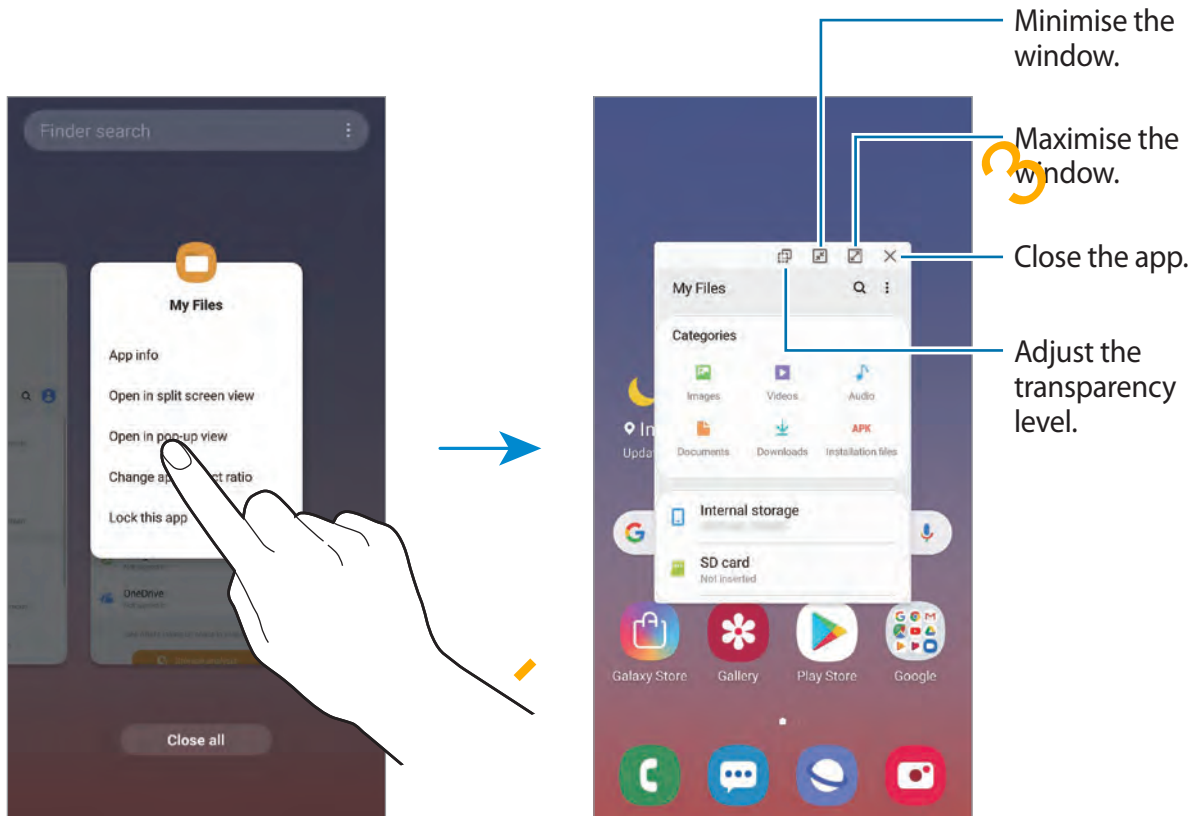 Minimise the
window.
Maximise the
window.
Close the app.
Adjust the
transparency
level.
Finder search
My Files
App info
Open in split screen view
Open in pop-up view
Change ratio
Lock this app
OneDrive
Close all
My Files
Categories
Images Videos Audio
Documents Downloads Installation files
APK
Internal storage
SD card
Not inserted
In
Upda
G
Galaxy Store Gallery Play Store Google
3